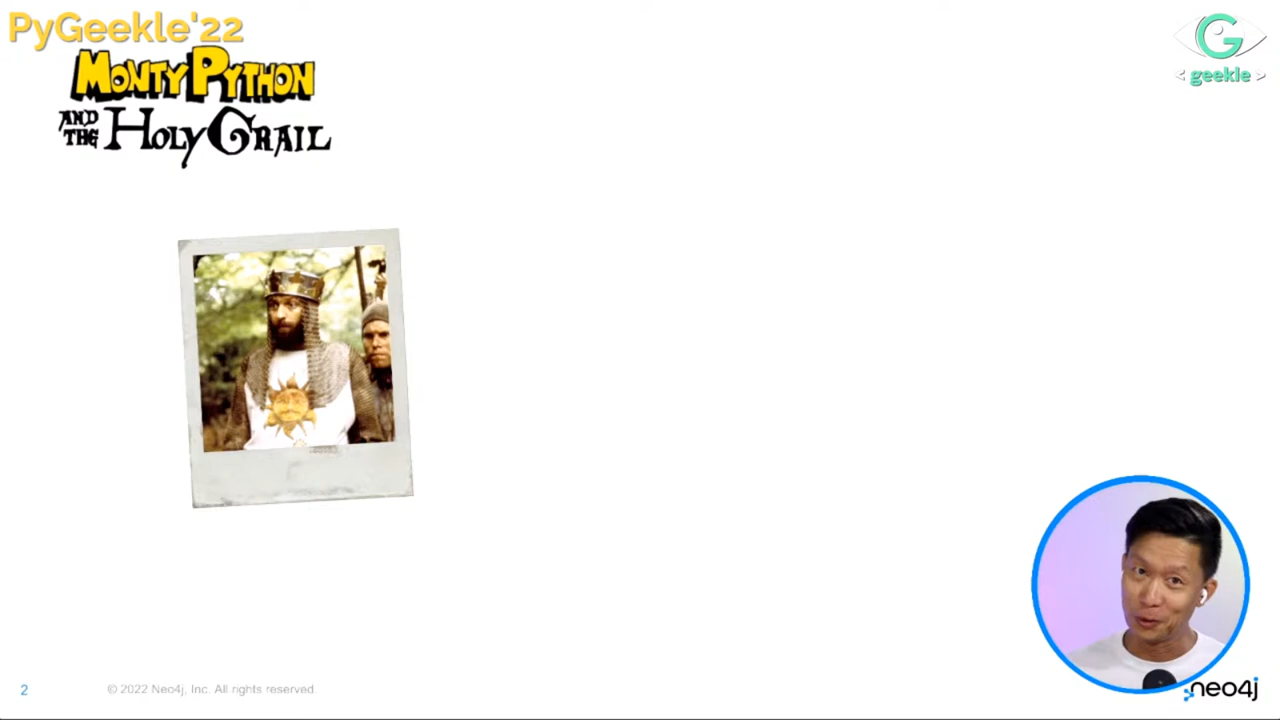 PyGeekle'22
MONTY PYTHON
AND
THE HOLY GRAIL
G
< geekle >
2
© 2022 Neo4j, Inc. All rights reserved.
neo4j